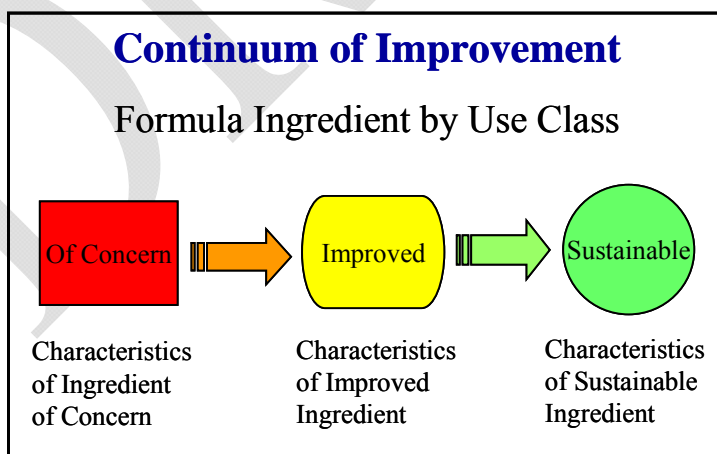 Continuum of Improvement
Formula Ingredient by Use Class
Of Concern
Improved
Sustainable
Characteristics
of Ingredient
of Concern
Characteristics
of Improved
Ingredient
Characteristics
of Sustainable
Ingredient